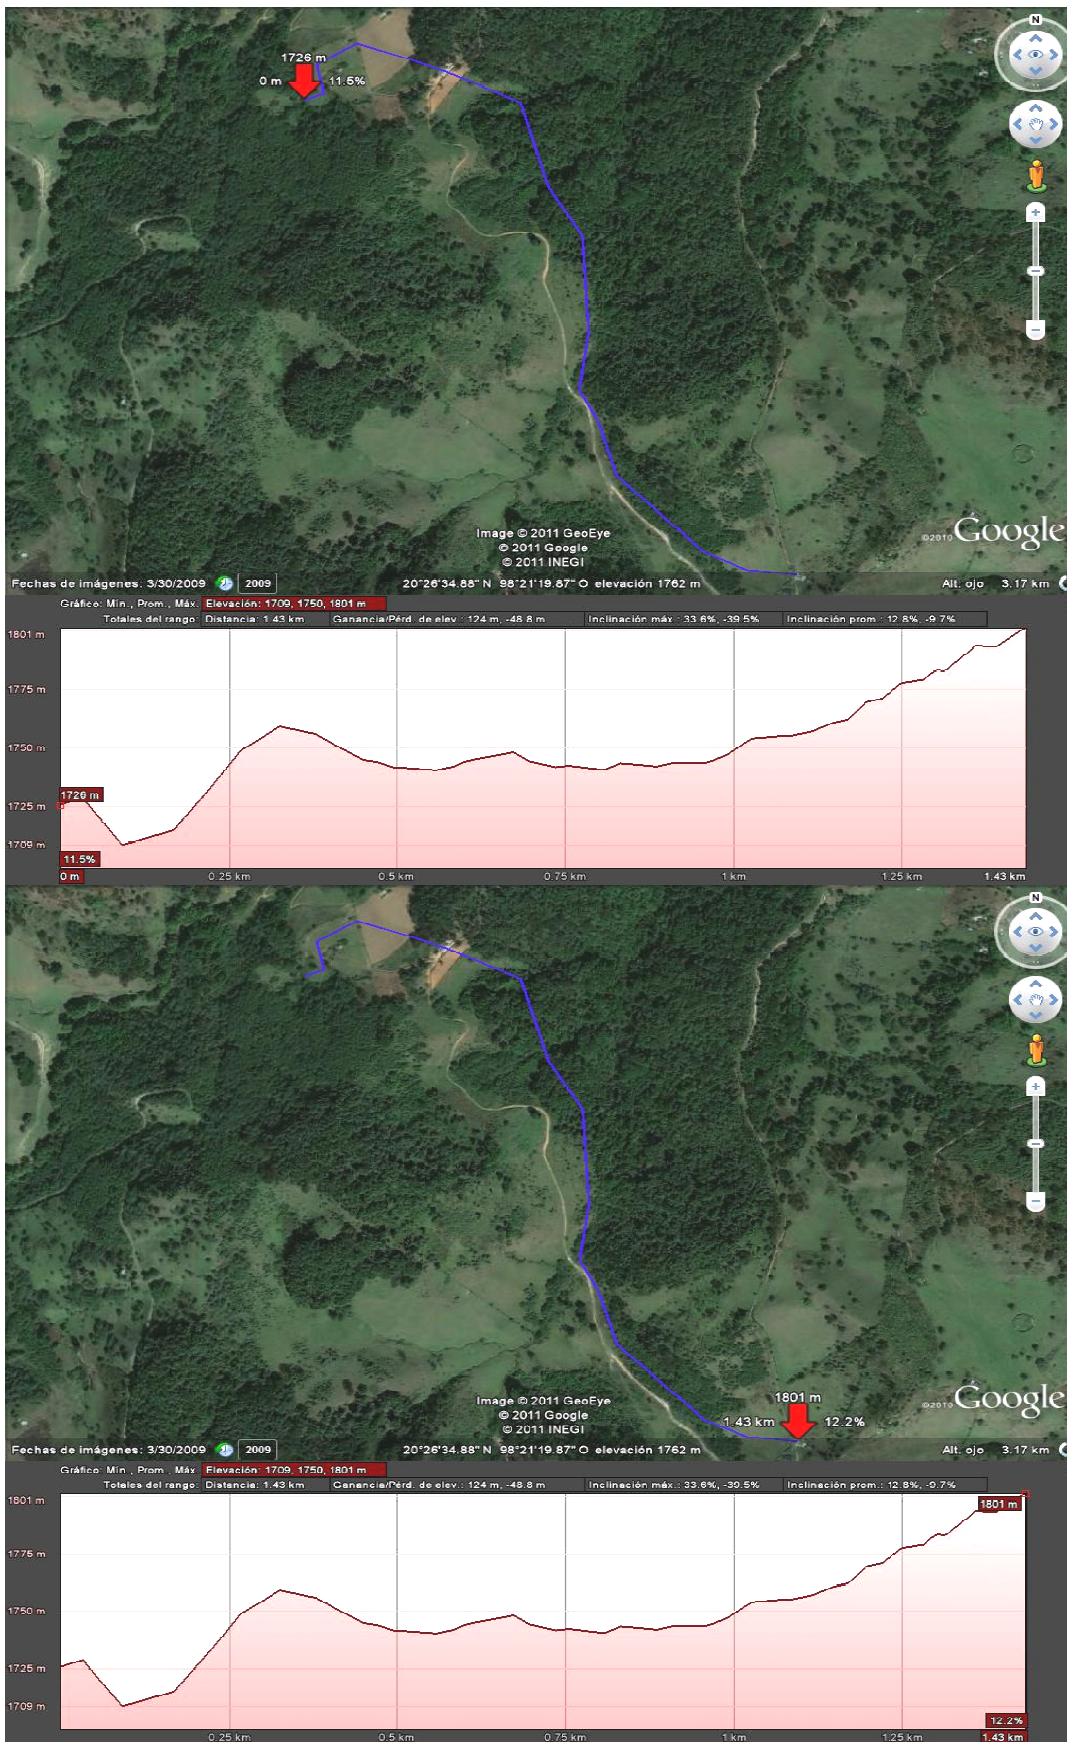 N
1726 m
0 m 11.5%
Image © 2011 GeoEye
© 2011 Google
© 2011 INEGI
©2010 Google
Fechas de imágenes: 3/30/2009 2009 20°26'34.88" N 98°21'19.87" O elevación 1762 m Alt. ojo 3.17 km
Gráfico: Mín., Prom., Máx. Elevación: 1709, 1750, 1801 m
Totales del rango: Distancia: 1.43 km Ganancia/Pérd. de elev.: 124 m, -48.8 m Inclinación máx.: 33.6%, -39.5% Inclinación prom.: 12.8%, -9.7%
1801 m
1775 m
1750 m
1726 m
1725 m
1709 m
11.5%
0 m 0.25 km 0.5 km 0.75 km 1 km 1.25 km 1.43 km
N
1801 m
1.43 km 12.2%
Image © 2011 GeoEye
© 2011 Google
© 2011 INEGI
©2010 Google
Fechas de imágenes: 3/30/2009 2009 20°26'34.88" N 98°21'19.87" O elevación 1762 m Alt. ojo 3.17 km
Gráfico: Mín., Prom., Máx. Elevación: 1709, 1750, 1801 m
Totales del rango: Distancia: 1.43 km Ganancia/Pérd. de elev.: 124 m, -48.8 m Inclinación máx.: 33.6%, -39.5% Inclinación prom.: 12.8%, -9.7%
1801 m 1801 m
1775 m
1750 m
1725 m
1709 m
12.2%
0.25 km 0.5 km 0.75 km 1 km 1.25 km 1.43 km